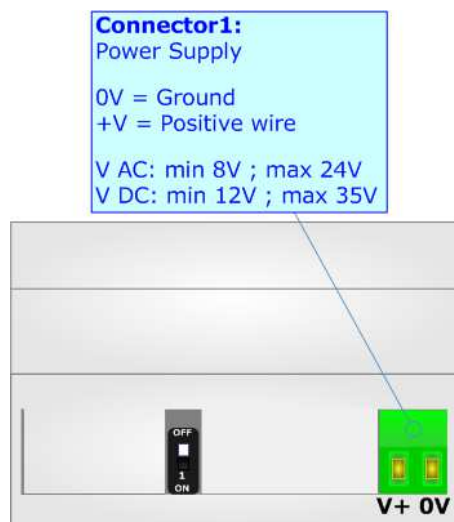 Connector1:
Power Supply
0V = Ground
+V = Positive wire
V AC: min 8V ; max 24V
V DC: min 12V ; max 35V
OFF
1
ON
V+ 0V